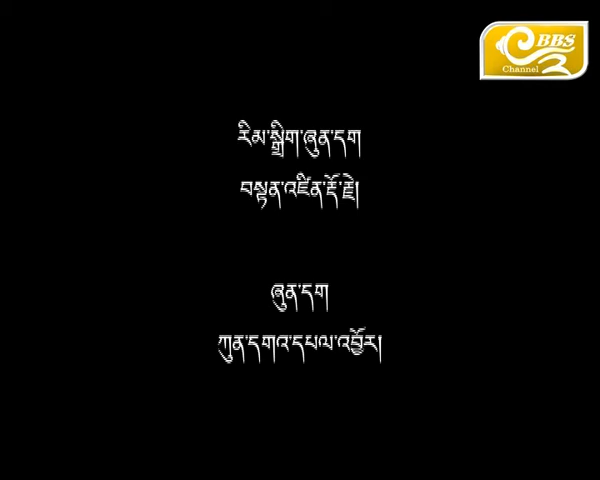 BBS
Channel 2
རིམ་སྒྲིག་ཞུན་དག
བསྟན་འཛིན་རྡོ་རྗེ།
ཞུན་དག
ཀུན་དགའ་དཔལ་འབྱོར།